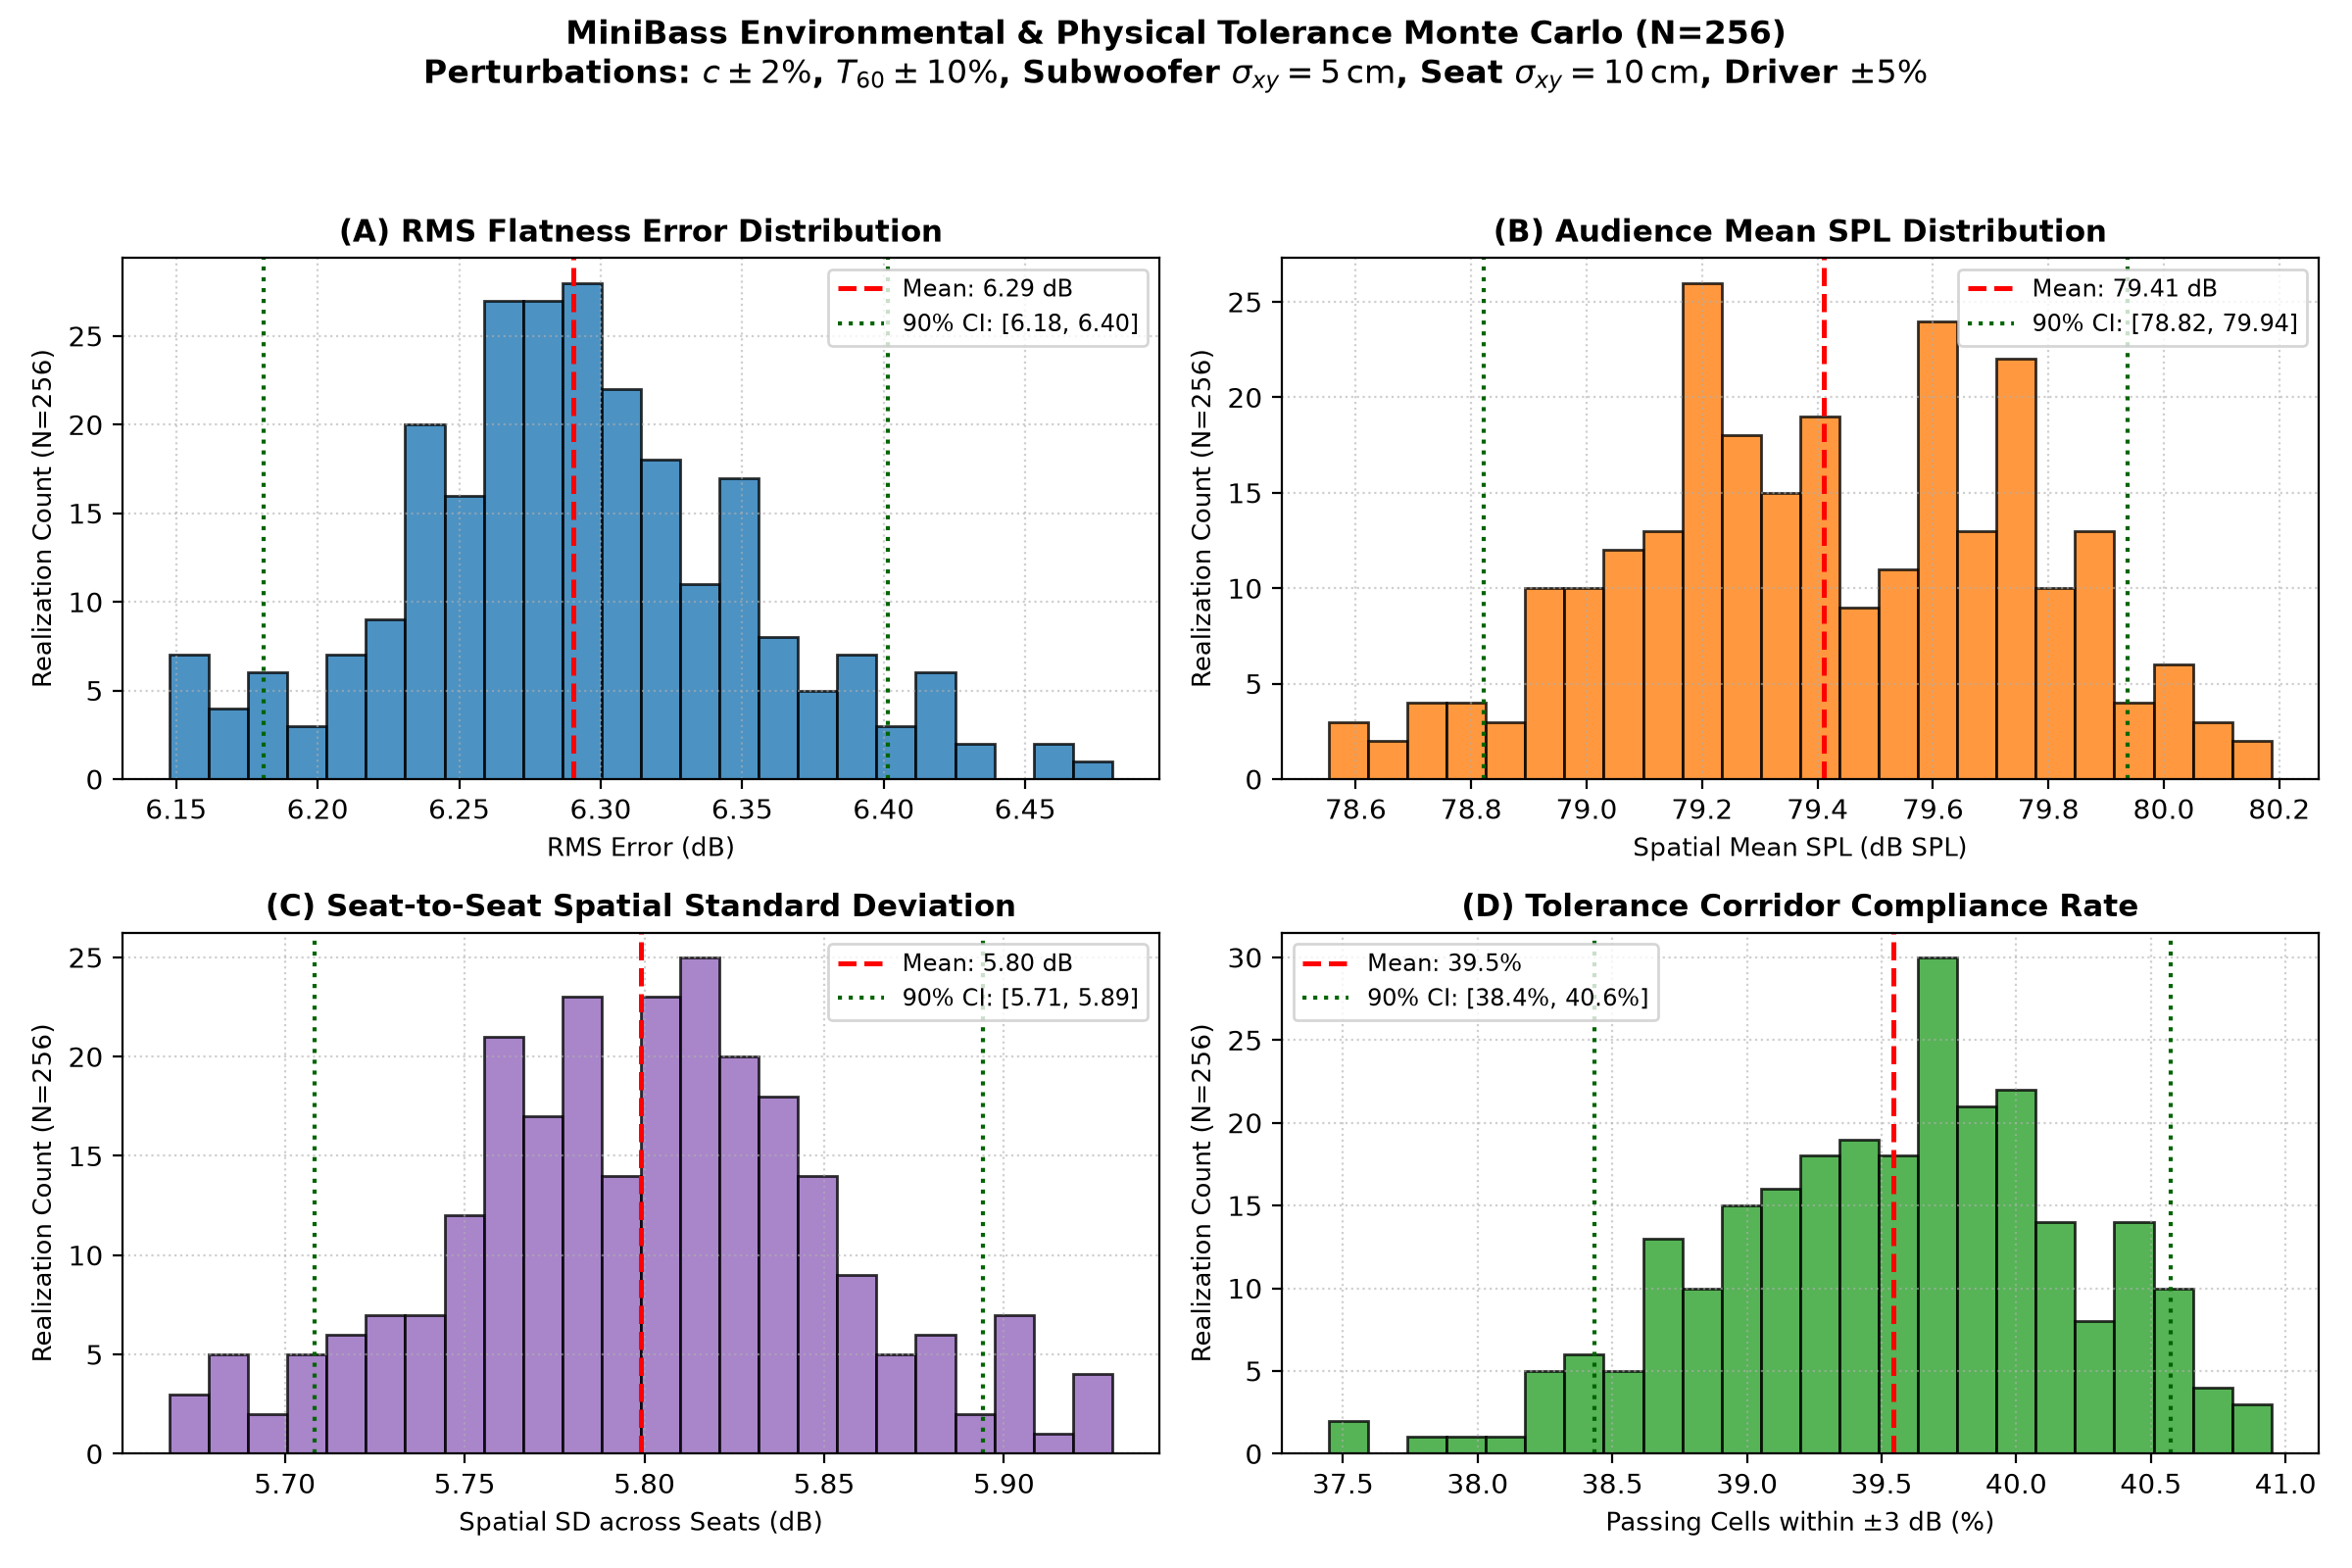 MiniBass Environmental & Physical Tolerance Monte Carlo (N=256)
Perturbations: c ± 2%, T₆₀ ± 10%, Subwoofer σₓᵧ = 5 cm, Seat σₓᵧ = 10 cm, Driver ±5%
(A) RMS Flatness Error Distribution
Realization Count (N=256)
25
20
15
10
5
0
Mean: 6.29 dB
90% CI: [6.18, 6.40]
6.15 6.20 6.25 6.30 6.35 6.40 6.45
RMS Error (dB)
(B) Audience Mean SPL Distribution
Realization Count (N=256)
25
20
15
10
5
0
Mean: 79.41 dB
90% CI: [78.82, 79.94]
78.6 78.8 79.0 79.2 79.4 79.6 79.8 80.0 80.2
Spatial Mean SPL (dB SPL)
(C) Seat-to-Seat Spatial Standard Deviation
Realization Count (N=256)
25
20
15
10
5
0
Mean: 5.80 dB
90% CI: [5.71, 5.89]
5.70 5.75 5.80 5.85 5.90
Spatial SD across Seats (dB)
(D) Tolerance Corridor Compliance Rate
Realization Count (N=256)
30
25
20
15
10
5
0
Mean: 39.5%
90% CI: [38.4%, 40.6%]
37.5 38.0 38.5 39.0 39.5 40.0 40.5 41.0
Passing Cells within ±3 dB (%)